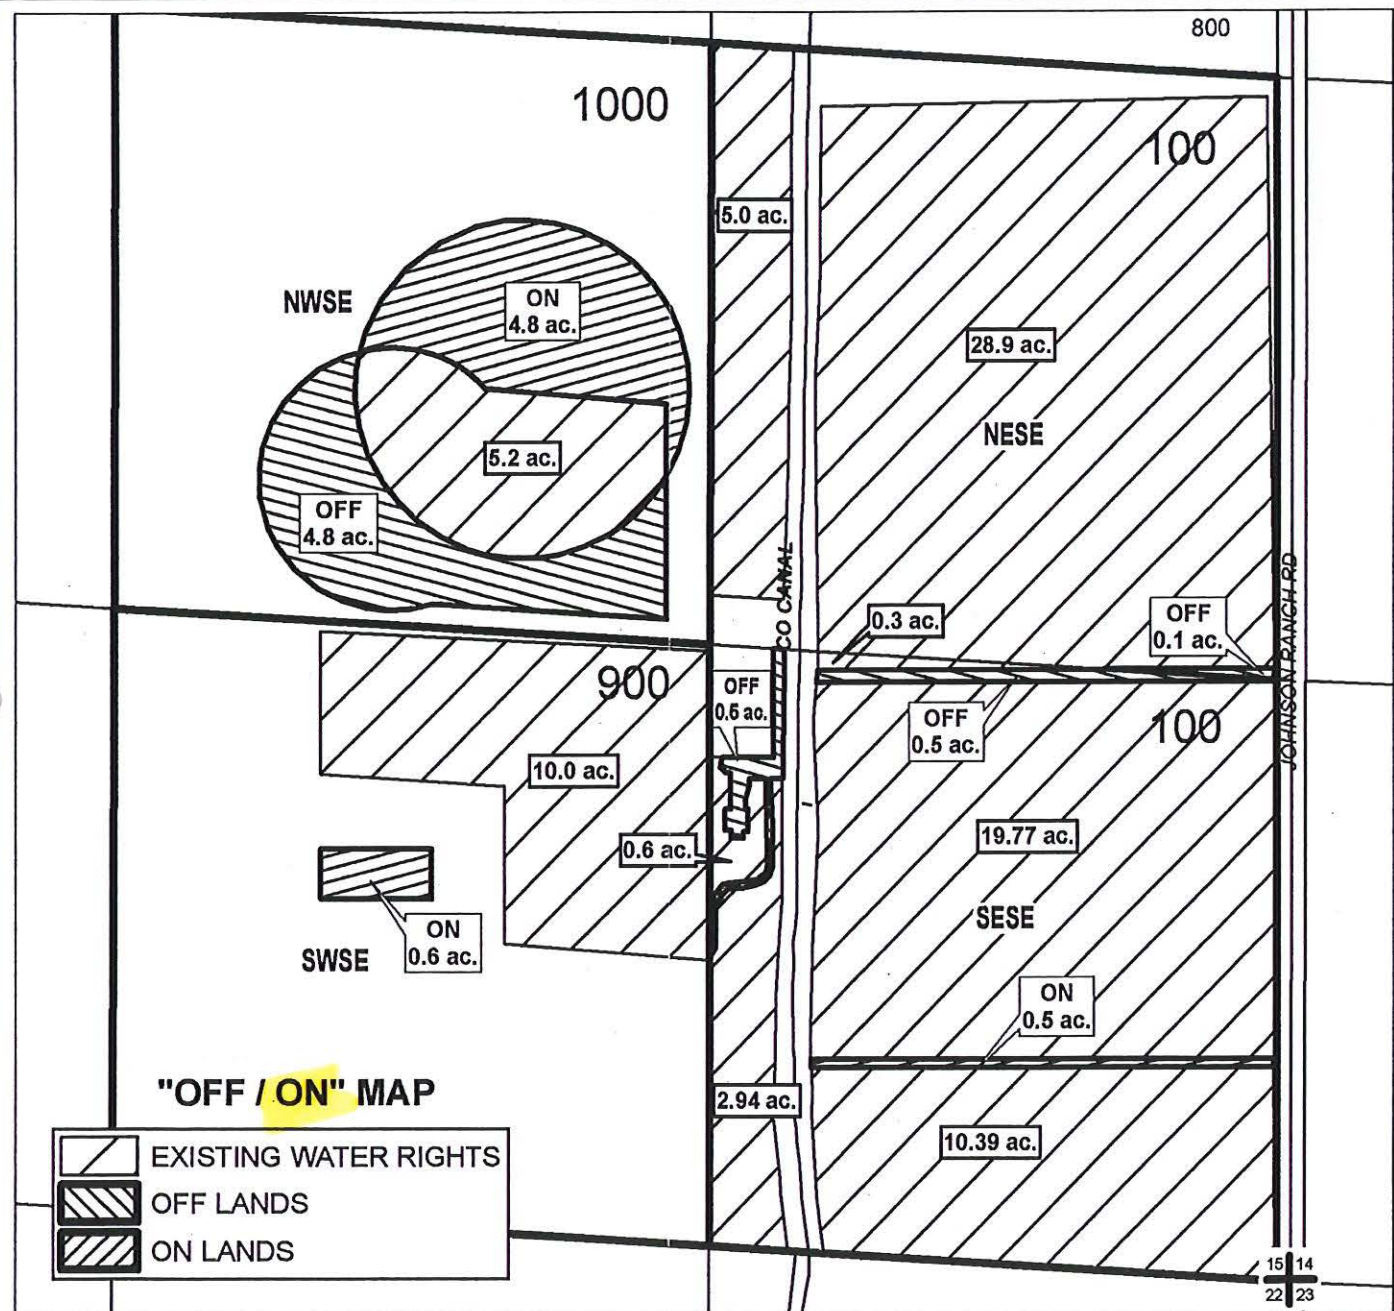 800
1000
100
5.0 ac.
NWSE
ON
4.8 ac.
28.9 ac.
NESE
5.2 ac.
OFF
4.8 ac.
CO CANAL
JOHNSON RANCH RD
0.3 ac.
OFF
0.1 ac.
900
OFF
0.6 ac.
OFF
0.5 ac.
100
10.0 ac.
0.6 ac.
19.77 ac.
SESE
ON
0.6 ac.
SWSE
ON
0.5 ac.
"OFF / ON" MAP
2.94 ac.
10.39 ac.
EXISTING WATER RIGHTS
OFF LANDS
ON LANDS
15 14
22 23